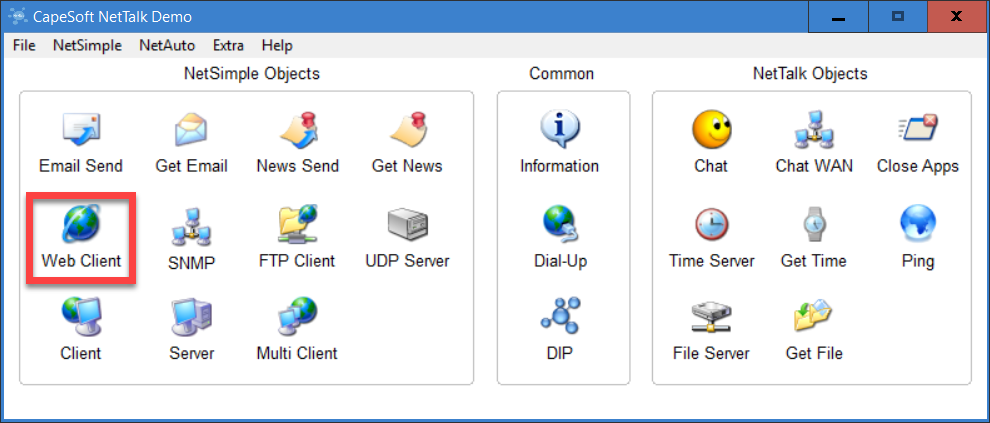 CapeSoft NetTalk Demo
File NetSimple NetAuto Extra Help
NetSimple Objects Common NetTalk Objects
Email Send Get Email News Send Get News Information Chat Chat WAN Close Apps
Web Client SNMP FTP Client UDP Server Dial-Up Time Server Get Time Ping
Client Server Multi Client DIP File Server Get File